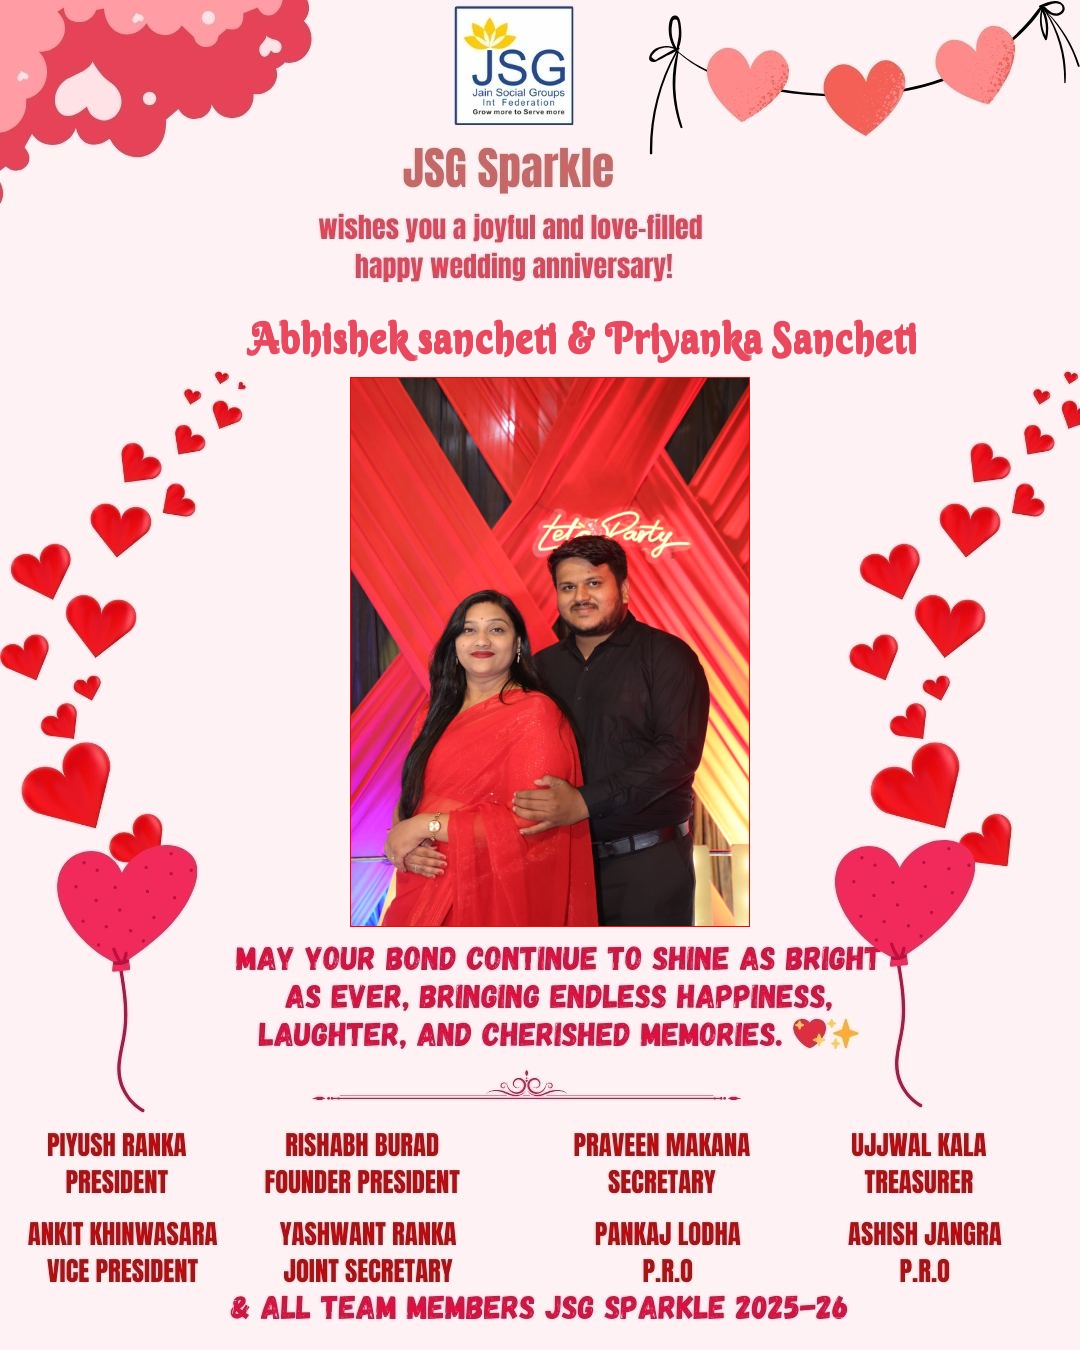 JSG
Jain Social Groups
Int Federation
Grow more to Serve more
JSG Sparkle
wishes you a joyful and love-filled
happy wedding anniversary!
Abhishek sancheti & Priyanka Sancheti
Let's Party
MAY YOUR BOND CONTINUE TO SHINE AS BRIGHT
AS EVER, BRINGING ENDLESS HAPPINESS,
LAUGHTER, AND CHERISHED MEMORIES. 💖✨
PIYUSH RANKA RISHABH BURAD PRAVEEN MAKANA UJJWAL KALA
PRESIDENT FOUNDER PRESIDENT SECRETARY TREASURER
ANKIT KHINWASARA YASHWANT RANKA PANKAJ LODHA ASHISH JANGRA
VICE PRESIDENT JOINT SECRETARY P.R.O P.R.O
& ALL TEAM MEMBERS JSG SPARKLE 2025-26